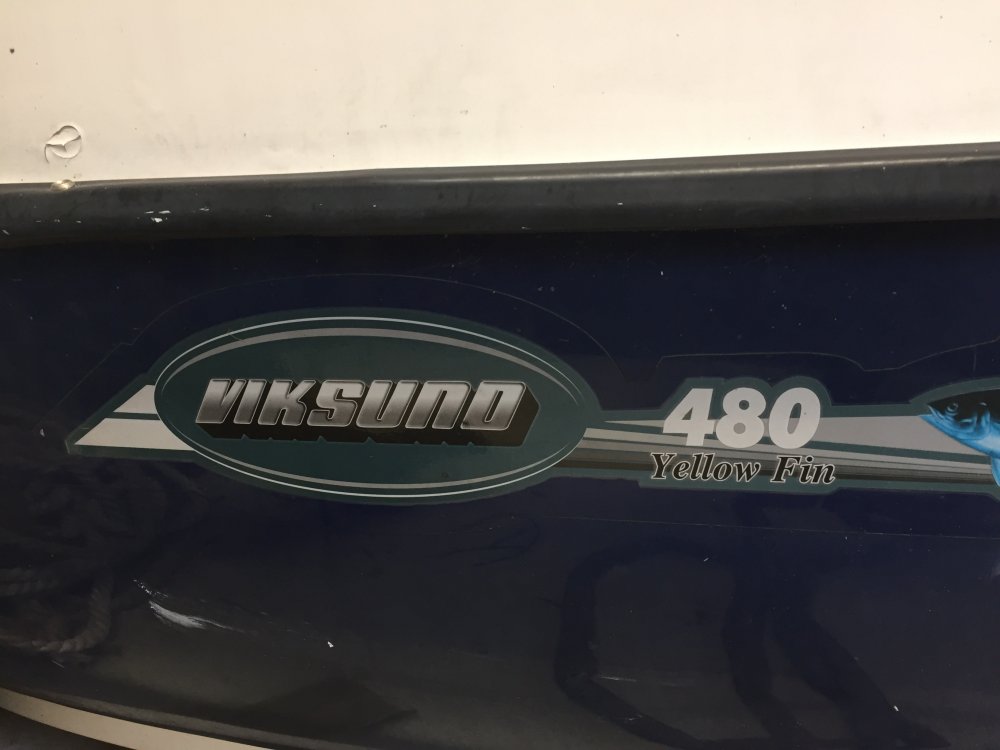 VIKSUND
480
Yellow Fin